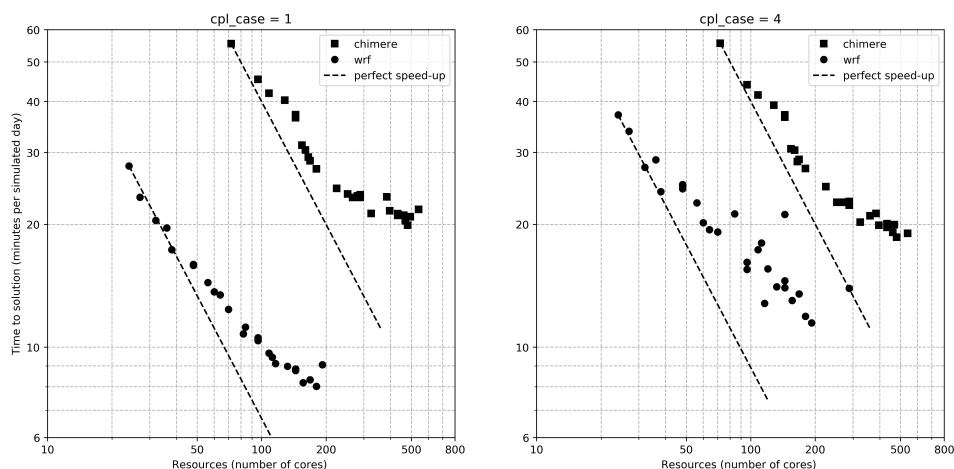 cpl_case = 1
60
50
40
30
20
10
6
10
50
100
200
500
800
Time to solution (minutes per simulated day)
Resources (number of cores)
chimere
wrf
perfect speed-up
cpl_case = 4
60
50
40
30
20
10
6
10
50
100
200
500
800
Resources (number of cores)
chimere
wrf
perfect speed-up